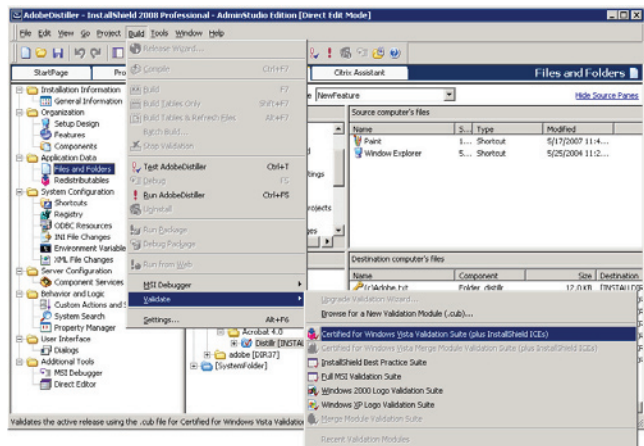 AdobeDistiller - InstallShield 2008 Professional - AdminStudio Edition [Direct Edit Mode]
File Edit View Go Project Build Tools Window Help
StartPage
Pro
Citrix Assistant
Files and Folders
Installation Information
General Information
Organization
Setup Design
Features
Components
Application Data
Files and Folders
Redistributables
System Configuration
Shortcuts
Registry
ODBC Resources
INI File Changes
Environment Variable
XML File Changes
Server Configuration
Component Services
Behavior and Logic
Custom Actions and S
System Search
Property Manager
User Interface
Dialogs
Additional Tools
MSI Debugger
Direct Editor
Release Wizard...
Compile Ctrl+F7
Build F7
Build Tables Only Shift+F7
Build Tables & Refresh Files Alt+F7
Batch Build...
Stop Validation
Test AdobeDistiller Ctrl+T
Debug F5
Run AdobeDistiller Ctrl+F5
Uninstall
Run Package
Debug Package
Run from Web
MSI Debugger
Validate
Settings... Alt+F6
NewFeature
Hide Source Panes
Source computer's files
Name S... Type Modified
Paint 1... Shortcut 5/17/2007 11:4...
Window Explorer 5... Shortcut 5/25/2004 11:2...
tings
rojects
es
Destination computer's files
Name Component Size Destination
(c)Adobe.txt Folder_distilr 12.0 KB [INSTALLDIR
Acrobat 4.0
Distillr [INSTAL
adobe [DIR37]
[SystemFolder]
Upgrade Validation Wizard...
Browse for a New Validation Module (.cub)...
Certified for Windows Vista Validation Suite (plus InstallShield ICEs)
Certified for Windows Vista Merge Module Validation Suite (plus InstallShield ICEs)
InstallShield Best Practice Suite
Full MSI Validation Suite
Windows 2000 Logo Validation Suite
Windows XP Logo Validation Suite
Merge Module Validation Suite
Recent Validation Modules
Validates the active release using the .cub file for Certified for Windows Vista Validation